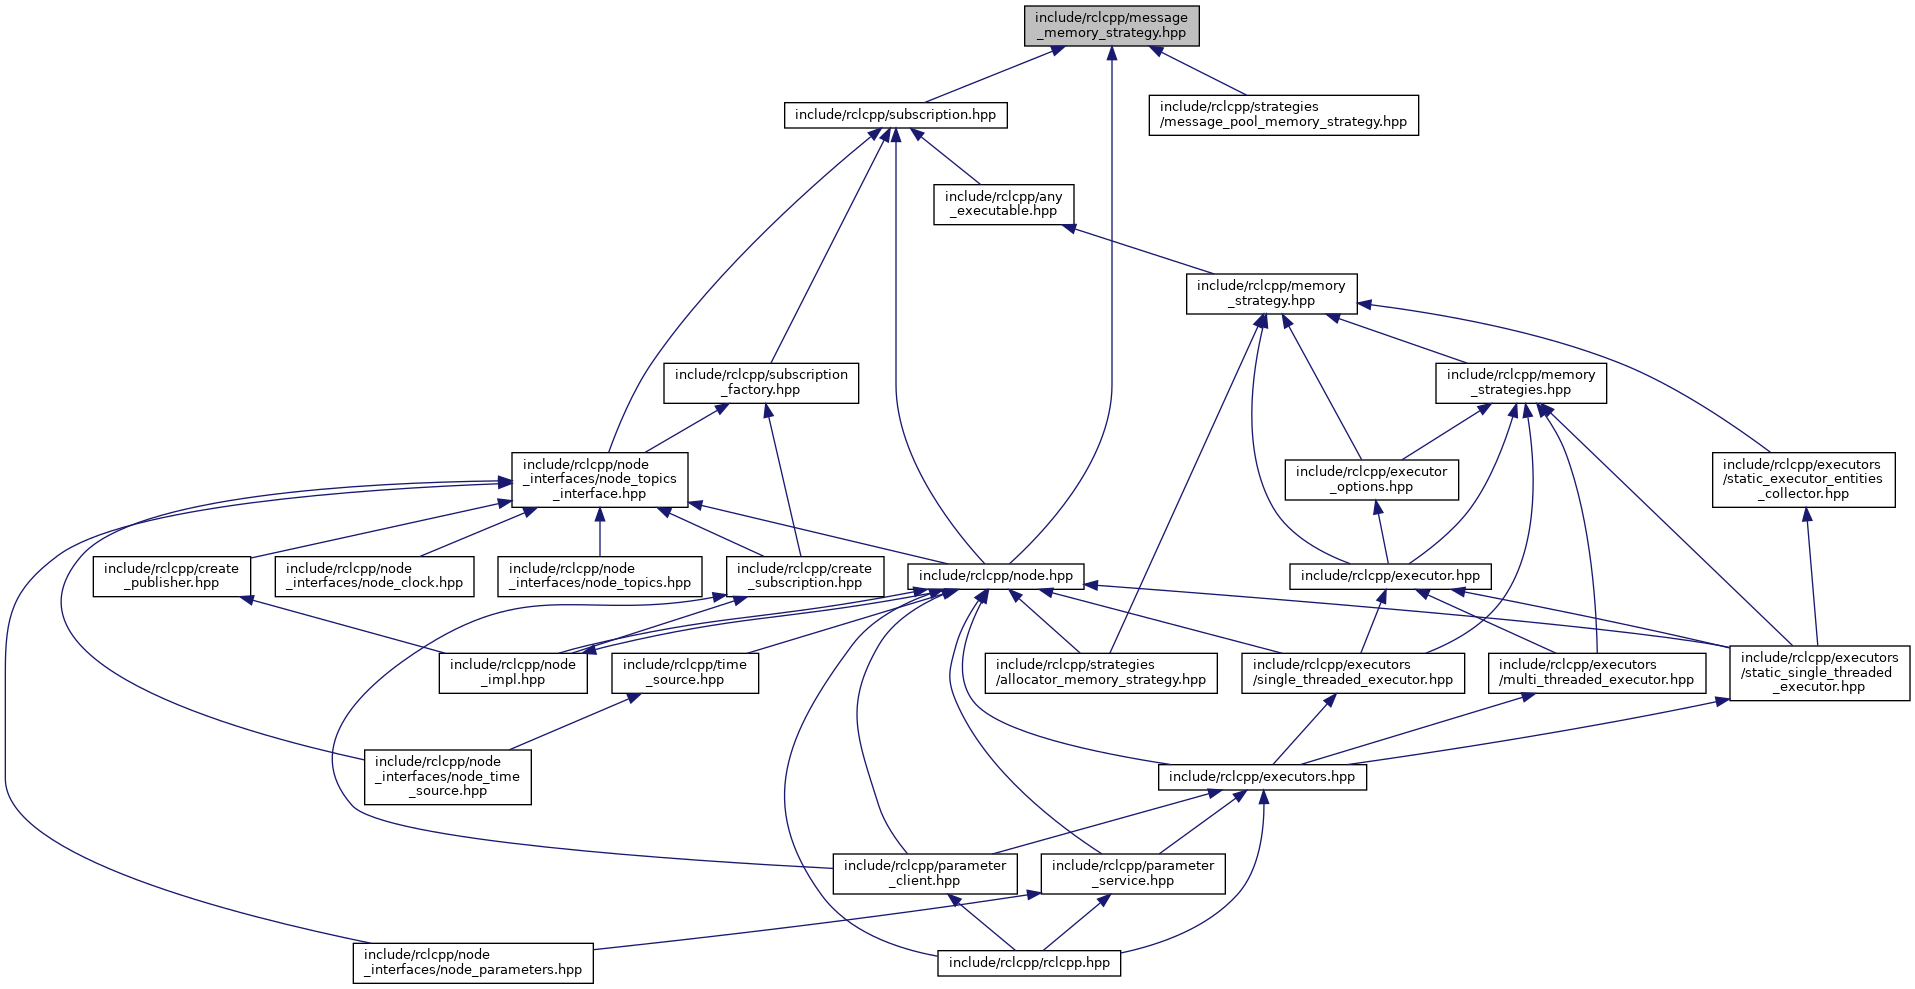 include/rclcpp/message
_memory_strategy.hpp
include/rclcpp/subscription.hpp
include/rclcpp/strategies
/message_pool_memory_strategy.hpp
include/rclcpp/any
_executable.hpp
include/rclcpp/memory
_strategy.hpp
include/rclcpp/subscription
_factory.hpp
include/rclcpp/memory
_strategies.hpp
include/rclcpp/node
_interfaces/node_topics
_interface.hpp
include/rclcpp/executor
_options.hpp
include/rclcpp/executors
/static_executor_entities
_collector.hpp
include/rclcpp/create
_publisher.hpp
include/rclcpp/node
_interfaces/node_clock.hpp
include/rclcpp/node
_interfaces/node_topics.hpp
include/rclcpp/create
_subscription.hpp
include/rclcpp/node.hpp
include/rclcpp/executor.hpp
include/rclcpp/node
_impl.hpp
include/rclcpp/time
_source.hpp
include/rclcpp/strategies
/allocator_memory_strategy.hpp
include/rclcpp/executors
/single_threaded_executor.hpp
include/rclcpp/executors
/multi_threaded_executor.hpp
include/rclcpp/executors
/static_single_threaded
_executor.hpp
include/rclcpp/node
_interfaces/node_time
_source.hpp
include/rclcpp/executors.hpp
include/rclcpp/parameter
_client.hpp
include/rclcpp/parameter
_service.hpp
include/rclcpp/node
_interfaces/node_parameters.hpp
include/rclcpp/rclcpp.hpp